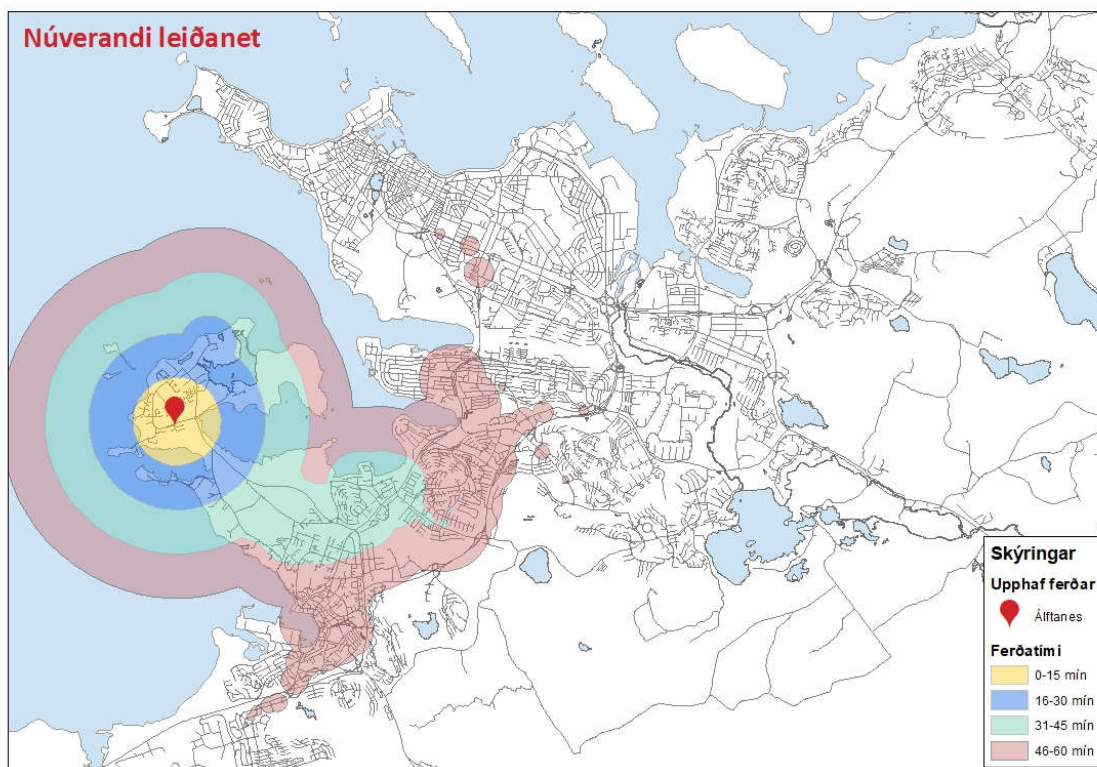 Núverandi leiðanet
Skýringar
Upphaf ferðar
Álftanes
Ferðatími
0-15 mín
16-30 mín
31-45 mín
46-60 mín